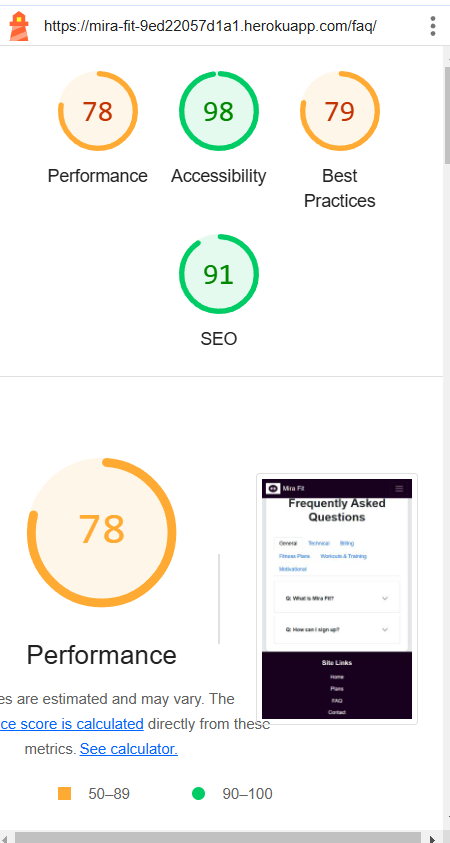 https://mira-fit-9ed22057d1a1.herokuapp.com/faq/
78
98
79
Performance
Accessibility
Best
Practices
91
SEO
78
Mira Fit
Frequently Asked
Questions
General Technical Billing
Fitness Plans Workouts & Training
Motivational
Q: What is Mira Fit?
Q: How can I sign up?
Site Links
Home
Plans
FAQ
Contact
Performance
es are estimated and may vary. The
ce score is calculated directly from these
metrics. See calculator.
50–89
90–100